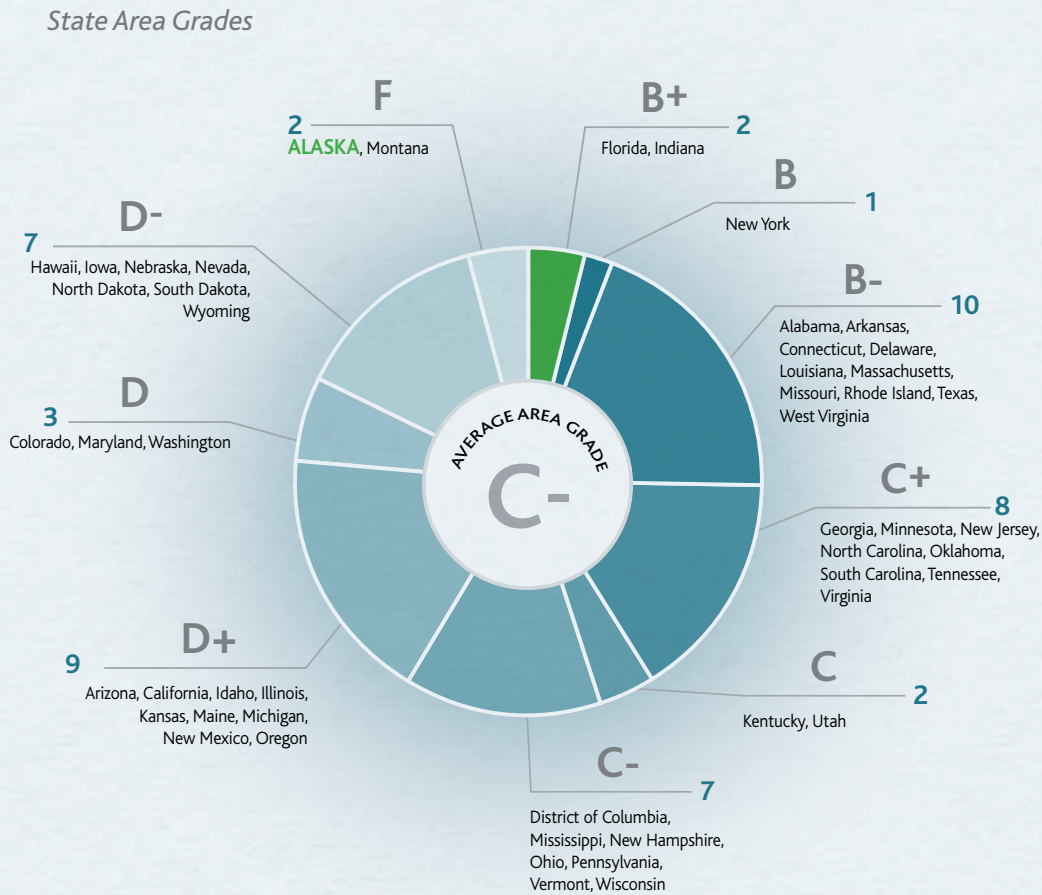 State Area Grades
F
2
ALASKA, Montana
B+
2
Florida, Indiana
B
1
New York
B-
10
Alabama, Arkansas,
Connecticut, Delaware,
Louisiana, Massachusetts,
Missouri, Rhode Island, Texas,
West Virginia
C+
8
Georgia, Minnesota, New Jersey,
North Carolina, Oklahoma,
South Carolina, Tennessee,
Virginia
C
2
Kentucky, Utah
C-
7
District of Columbia,
Mississippi, New Hampshire,
Ohio, Pennsylvania,
Vermont, Wisconsin
D+
9
Arizona, California, Idaho, Illinois,
Kansas, Maine, Michigan,
New Mexico, Oregon
D
3
Colorado, Maryland, Washington
D-
7
Hawaii, Iowa, Nebraska, Nevada,
North Dakota, South Dakota,
Wyoming
AVERAGE AREA GRADE
C-